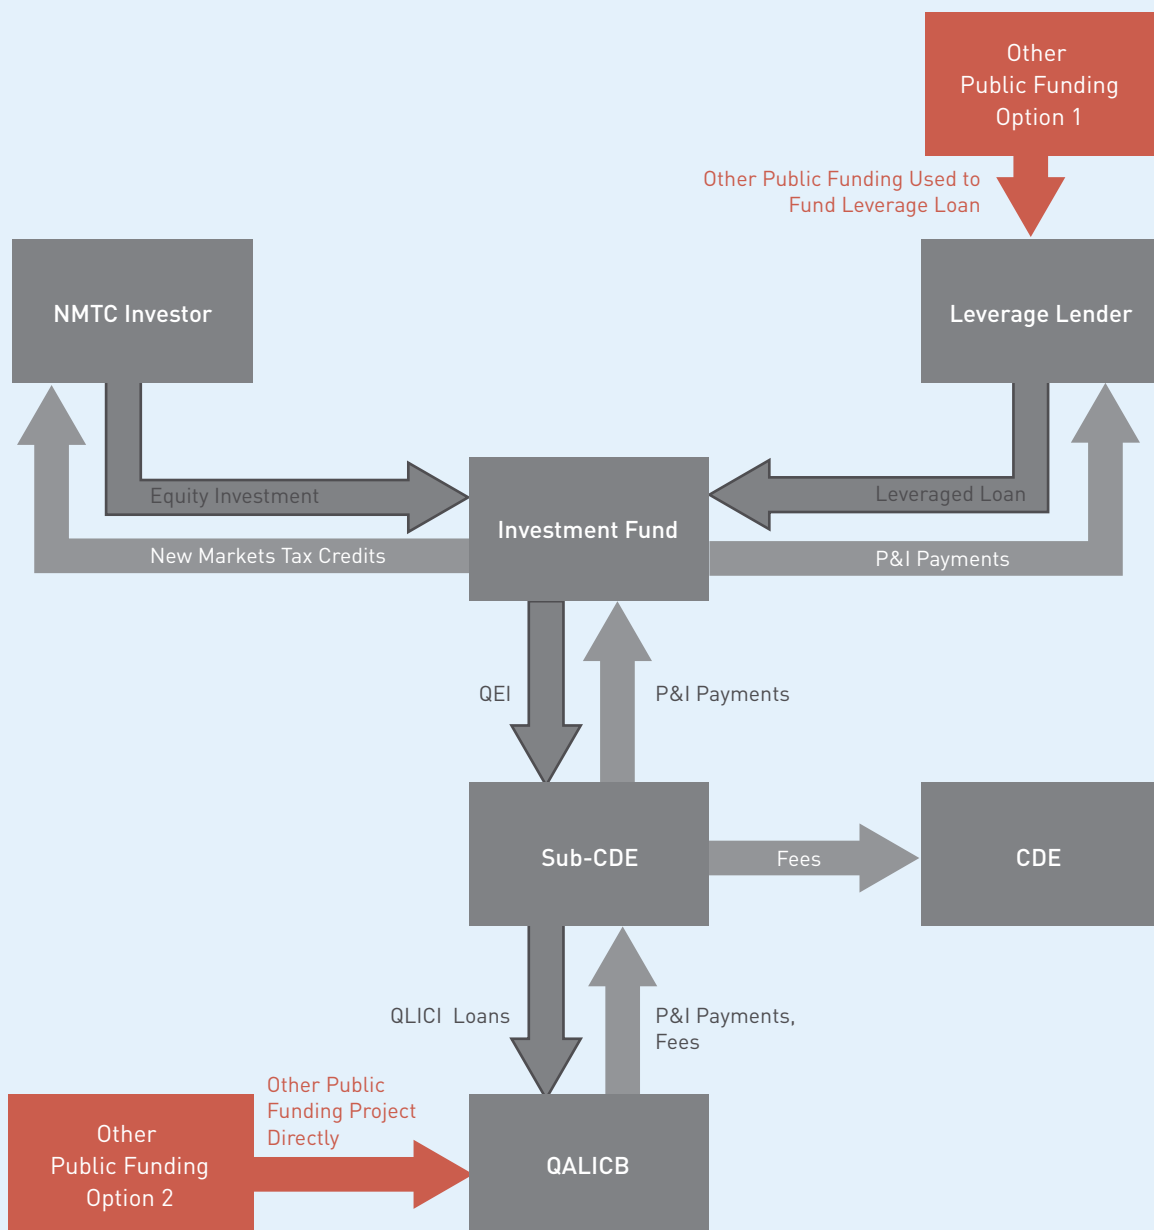 Other
Public Funding
Option 1
Other Public Funding Used to
Fund Leverage Loan
NMTC Investor
Leverage Lender
Equity Investment
Leveraged Loan
Investment Fund
New Markets Tax Credits
P&I Payments
QEI
P&I Payments
Sub-CDE
Fees
CDE
QLICI Loans
P&I Payments,
Fees
Other Public
Funding Project
Directly
Other
Public Funding
Option 2
QALICB